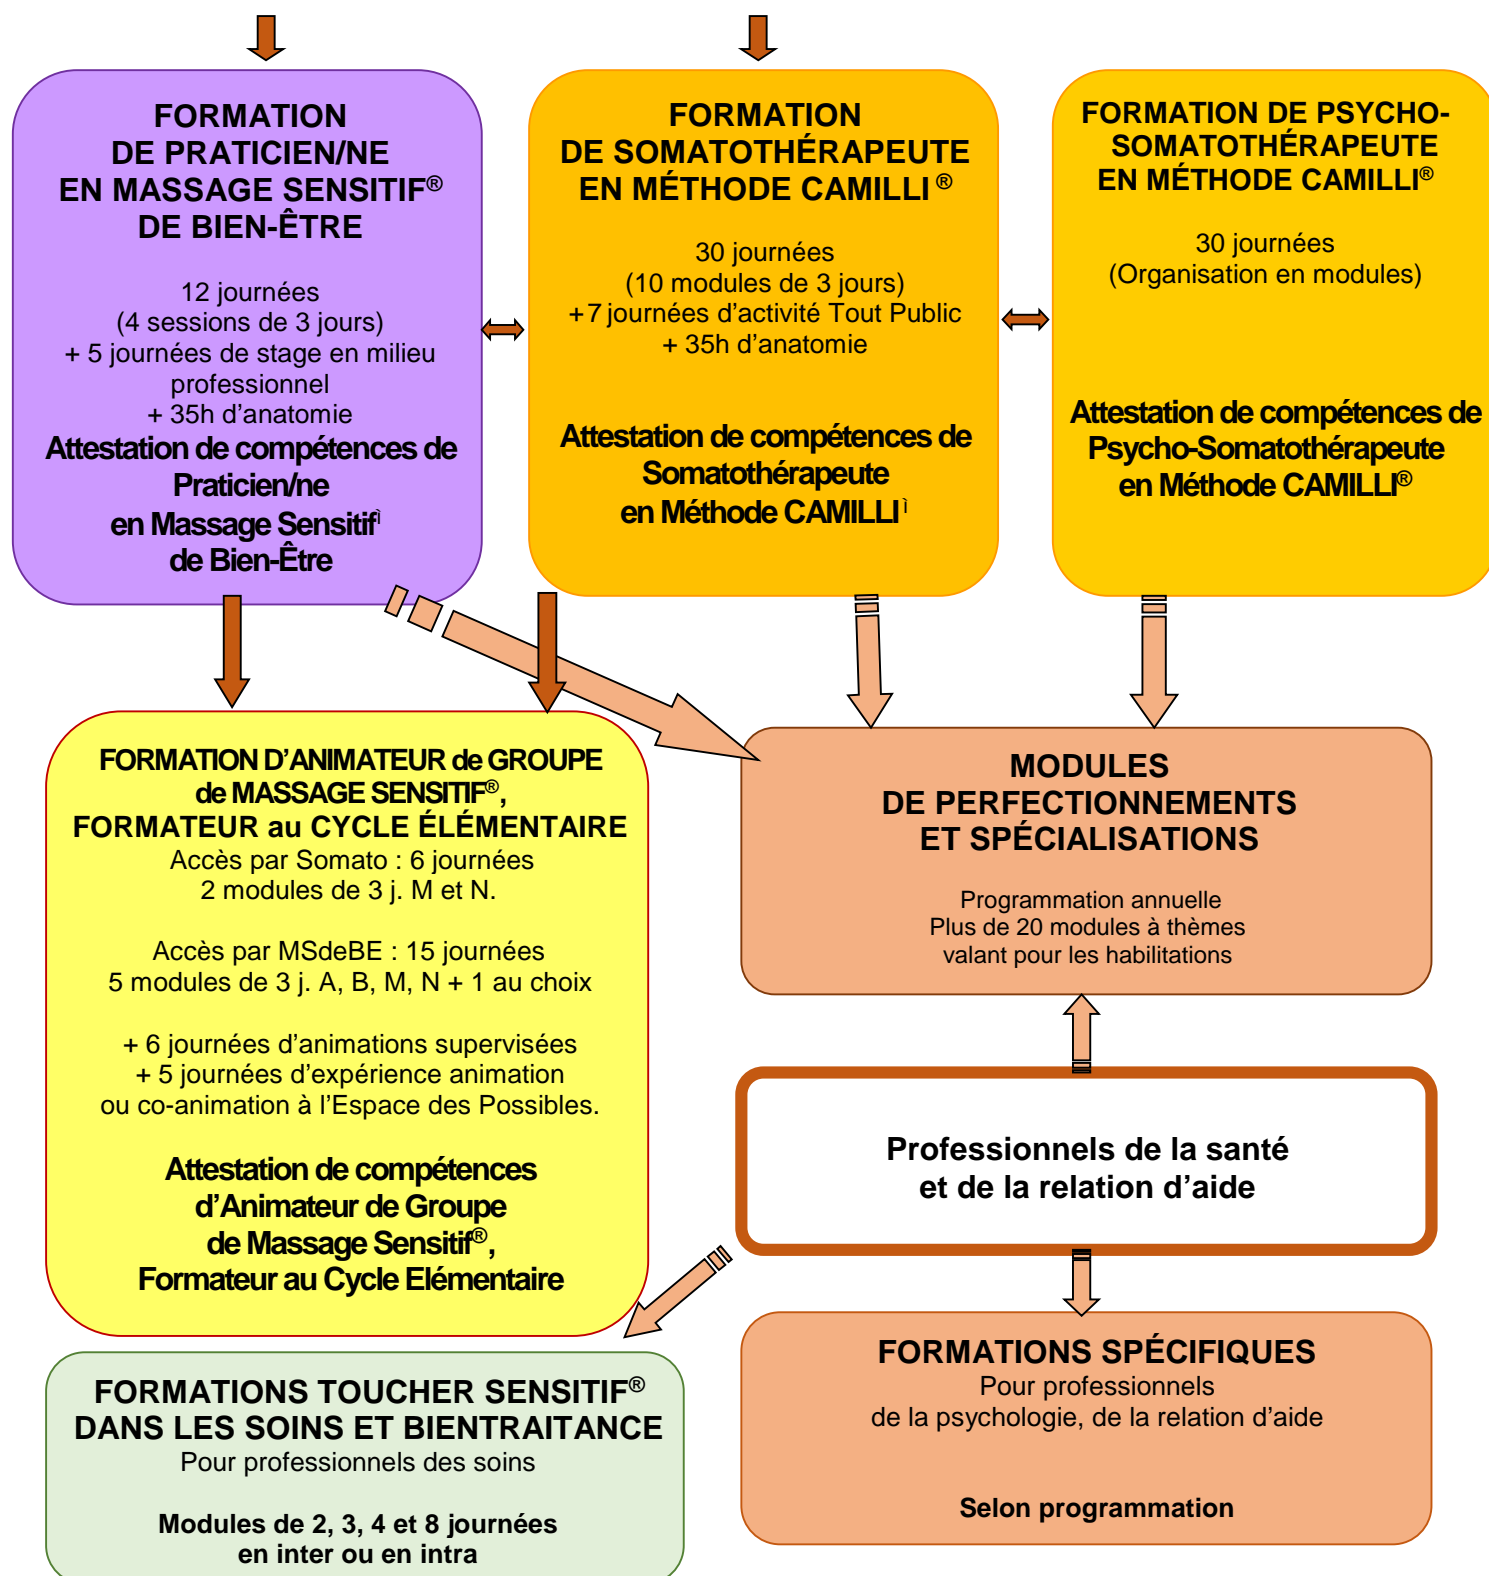 FORMATION
DE PRATICIEN/NE
EN MASSAGE SENSITIF®
DE BIEN-ÊTRE
12 journées
(4 sessions de 3 jours)
+ 5 journées de stage en milieu
professionnel
+ 35h d’anatomie
Attestation de compétences de
Praticien/ne
en Massage Sensitifì
de Bien-Être
FORMATION
DE SOMATOTHÉRAPEUTE
EN MÉTHODE CAMILLI ®
30 journées
(10 modules de 3 jours)
+7 journées d’activité Tout Public
+ 35h d’anatomie
Attestation de compétences de
Somatothérapeute
en Méthode CAMILLI ì
FORMATION DE PSYCHO-
SOMATOTHÉRAPEUTE
EN MÉTHODE CAMILLI®
30 journées
(Organisation en modules)
Attestation de compétences de
Psycho-Somatothérapeute
en Méthode CAMILLI®
FORMATION D’ANIMATEUR de GROUPE
de MASSAGE SENSITIF®,
FORMATEUR au CYCLE ÉLÉMENTAIRE
Accès par Somato : 6 journées
2 modules de 3 j. M et N.
Accès par MSdeBE : 15 journées
5 modules de 3 j. A, B, M, N + 1 au choix
+ 6 journées d’animations supervisées
+ 5 journées d’expérience animation
ou co-animation à l’Espace des Possibles.
Attestation de compétences
d’Animateur de Groupe
de Massage Sensitif®,
Formateur au Cycle Elémentaire
MODULES
DE PERFECTIONNEMENTS
ET SPÉCIALISATIONS
Programmation annuelle
Plus de 20 modules à thèmes
valant pour les habilitations
Professionnels de la santé
et de la relation d’aide
FORMATIONS TOUCHER SENSITIF®
DANS LES SOINS ET BIENTRAITANCE
Pour professionnels des soins
Modules de 2, 3, 4 et 8 journées
en inter ou en intra
FORMATIONS SPÉCIFIQUES
Pour professionnels
de la psychologie, de la relation d’aide
Selon programmation